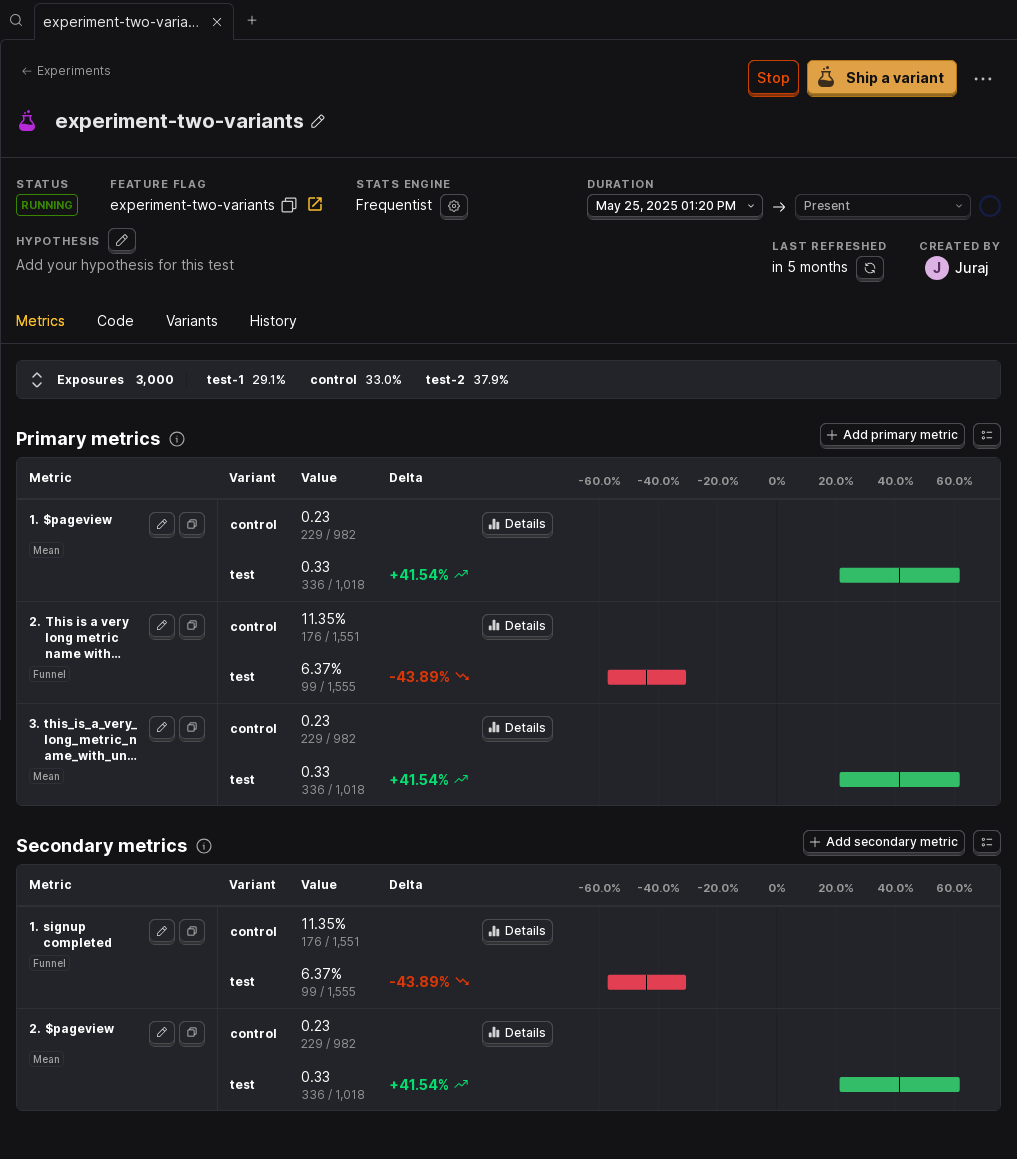 experiment-two-varia...
Experiments
Stop
Ship a variant
experiment-two-variants
STATUS
FEATURE FLAG
STATS ENGINE
DURATION
RUNNING
experiment-two-variants
Frequentist
May 25, 2025 01:20 PM
Present
HYPOTHESIS
LAST REFRESHED
CREATED BY
Add your hypothesis for this test
in 5 months
J Juraj
Metrics Code Variants History
Exposures 3,000 test-1 29.1% control 33.0% test-2 37.9%
Primary metrics
Add primary metric
Metric Variant Value Delta -60.0% -40.0% -20.0% 0% 20.0% 40.0% 60.0%
1. $pageview
Mean
control 0.23 Details
229 / 982
test 0.33 +41.54%
336 / 1,018
2. This is a very
long metric
name with...
Funnel
control 11.35% Details
176 / 1,551
test 6.37% -43.89%
99 / 1,555
3. this_is_a_very_
long_metric_n
ame_with_un...
Mean
control 0.23 Details
229 / 982
test 0.33 +41.54%
336 / 1,018
Secondary metrics
Add secondary metric
Metric Variant Value Delta -60.0% -40.0% -20.0% 0% 20.0% 40.0% 60.0%
1. signup
completed
Funnel
control 11.35% Details
176 / 1,551
test 6.37% -43.89%
99 / 1,555
2. $pageview
Mean
control 0.23 Details
229 / 982
test 0.33 +41.54%
336 / 1,018